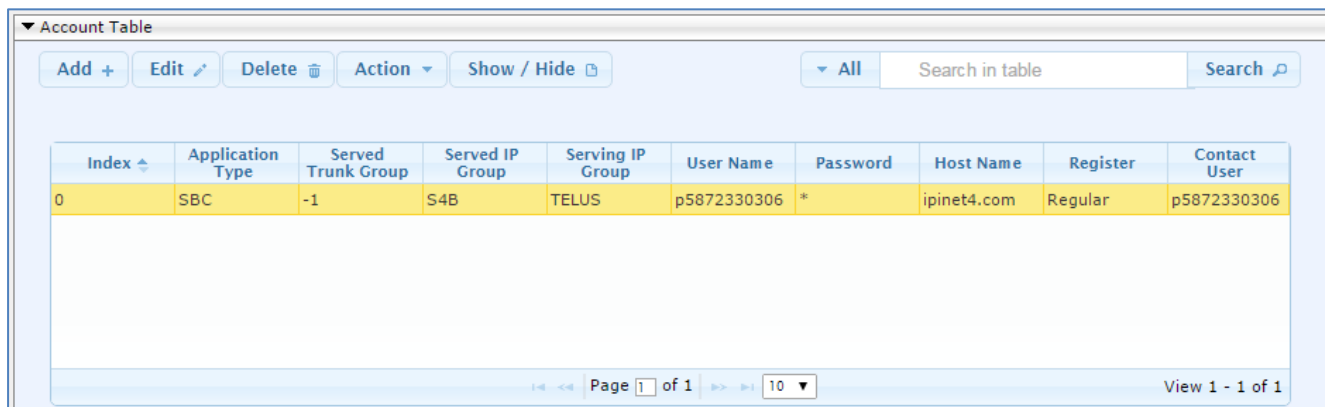 Account Table
Add + Edit Delete Action Show / Hide All Search in table Search
Index Application Type Served Trunk Group Served IP Group Serving IP Group User Name Password Host Name Register Contact User
0 SBC -1 S4B TELUS p5872330306 * ipinet4.com Regular p5872330306
Page 1 of 1 10 View 1 - 1 of 1